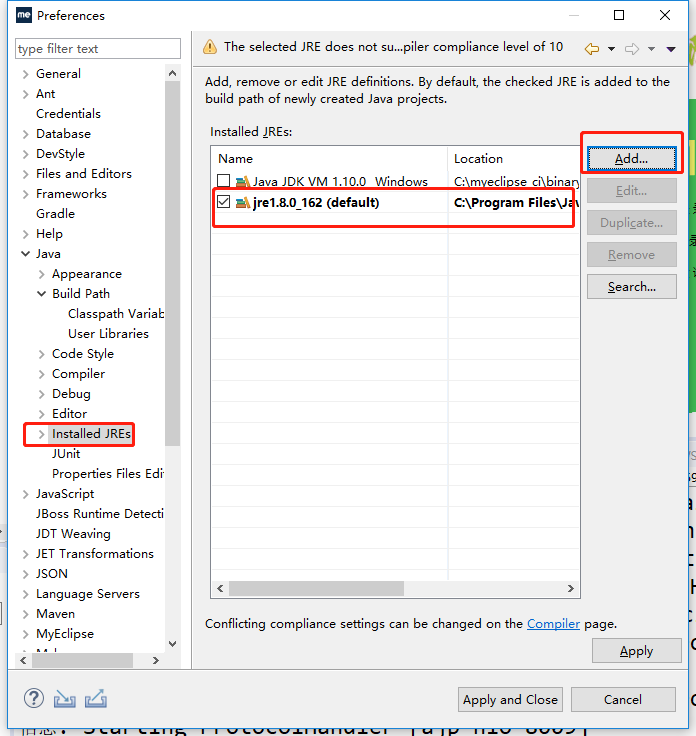 me Preferences
type filter text
The selected JRE does not su...piler compliance level of 10
General
Ant
Credentials
Database
DevStyle
Files and Editors
Frameworks
Gradle
Help
Java
Appearance
Build Path
Classpath Variab
User Libraries
Code Style
Compiler
Debug
Editor
Installed JREs
JUnit
Properties Files Edi
JavaScript
JBoss Runtime Detecti
JDT Weaving
JET Transformations
JSON
Language Servers
Maven
MyEclipse
Add, remove or edit JRE definitions. By default, the checked JRE is added to the
build path of newly created Java projects.
Installed JREs:
Name Location
Java JDK VM 1.10.0 Windows C:\myeclipse ci\binary
jre1.8.0_162 (default) C:\Program Files\Jav
Add...
Edit...
Duplicate...
Remove
Search...
Conflicting compliance settings can be changed on the Compiler page.
Apply
? Apply and Close Cancel
信息: Starting ProtocolHandler [ajp-nio-8009]